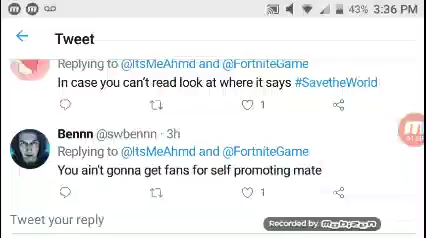 43% 3:36 PM
Tweet
Replying to @ItsMeAhmd and @FortniteGame
In case you can't read look at where it says #SavetheWorld
1
Bennn @swbennn · 3h
Replying to @ItsMeAhmd and @FortniteGame
You ain't gonna get fans for self promoting mate
1
Tweet your reply
Recorded by Mobizen